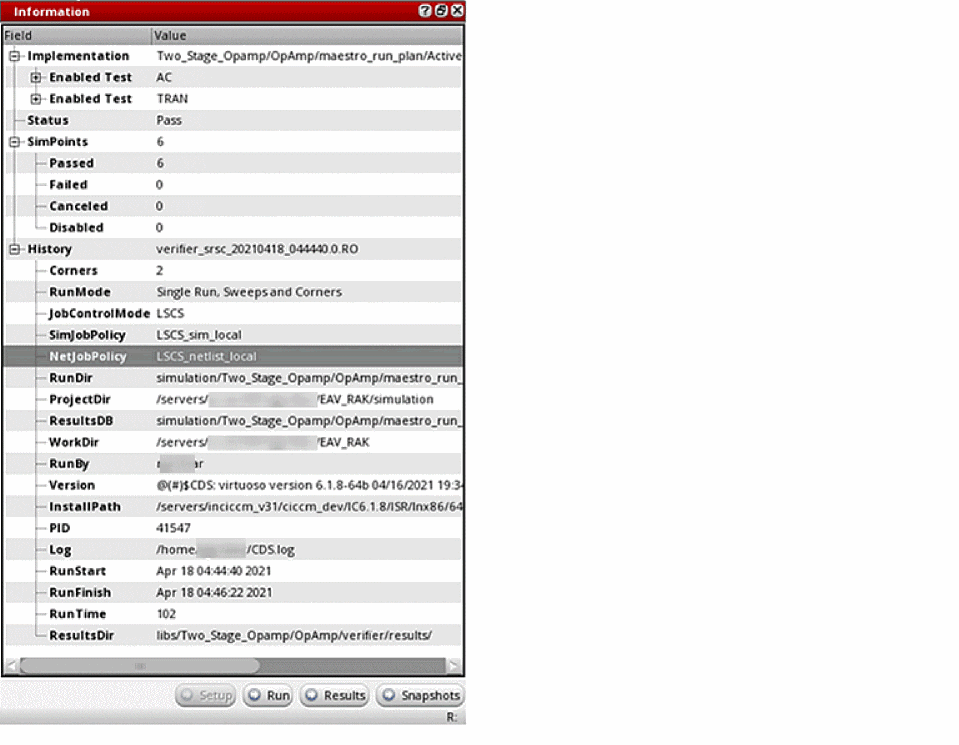 Information
Field Value
Implementation Two_Stage_Opamp/OpAmp/maestro_run_plan/Active
Enabled Test AC
Enabled Test TRAN
Status Pass
SimPoints 6
Passed 6
Failed 0
Canceled 0
Disabled 0
History verifier_srsc_20210418_044440.0.RO
Corners 2
RunMode Single Run, Sweeps and Corners
JobControlMode LSCS
SimJobPolicy LSCS_sim_local
NetJobPolicy LSCS_netlist_local
RunDir simulation/Two_Stage_Opamp/OpAmp/maestro_run_
ProjectDir /servers/ /EAV_RAK/simulation
ResultsDB simulation/Two_Stage_Opamp/OpAmp/maestro_run_
WorkDir /servers/ /EAV_RAK
RunBy
Version @(#)$CDS: virtuoso version 6.1.8-64b 04/16/2021 19:34
InstallPath /servers/inciccm_v31/ciccm_dev/IC6.1.8/ISR/lnx86/64
PID 41547
Log /home/ /CDS.log
RunStart Apr 18 04:44:40 2021
RunFinish Apr 18 04:46:22 2021
RunTime 102
ResultsDir libs/Two_Stage_Opamp/OpAmp/verifier/results/
Setup Run Results Snapshots
R: